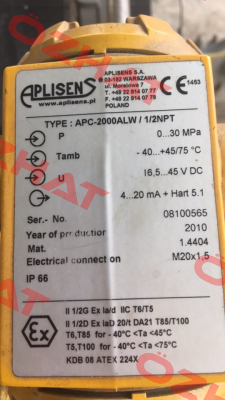 APLISENS
www.aplisens.pl
APLISENS S.A.
03-192 WARSZAWA
Ul. Morelowa 7
T +48 22 814 07 77
F +48 22 814 07 78
CE 1453
TYPE : APC-2000ALW / 1/2NPT
P 0...30 MPa
Tamb - 40...+45/75 °C
U 16,5...45 V DC
4...20 mA + Hart 5.1
Ser.- No. 08100565
Year of production 2010
Mat. 1.4404
Electrical connection M20x1,5
IP 66
Ex
II 1/2G Ex ia/d IIC T6/T5
II 1/2D Ex iaD 20/t DA21 T85/T100
T6,T85 for - 40°C <Ta <45°C
T5,T100 for - 40°C <Ta <75°C
KDB 08 ATEX 224X
ÖZHAT